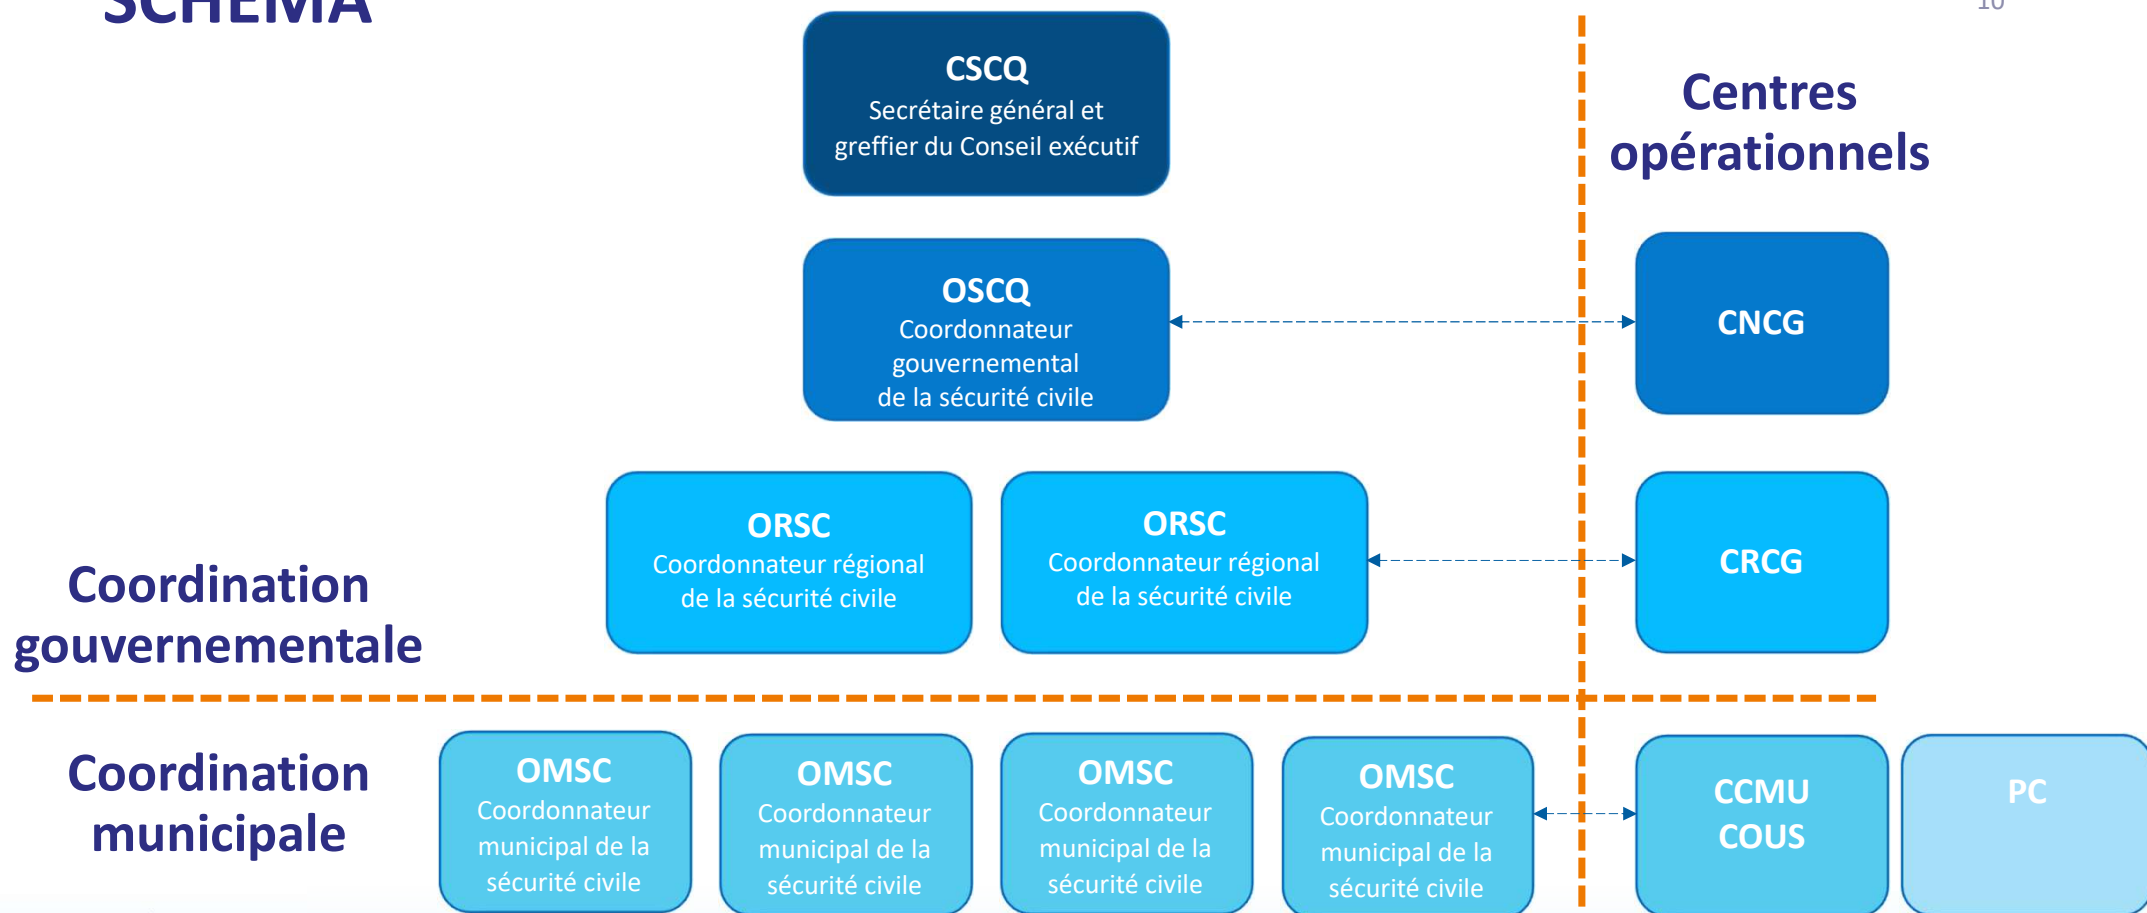 SCHÉMA
10
CSCQ
Secrétaire général et
greffier du Conseil exécutif
Centres
opérationnels
OSCQ
Coordonnateur
gouvernemental
de la sécurité civile
CNCG
ORSC
Coordonnateur régional
de la sécurité civile
ORSC
Coordonnateur régional
de la sécurité civile
CRCG
Coordination
gouvernementale
Coordination
municipale
OMSC
Coordonnateur
municipal de la
sécurité civile
OMSC
Coordonnateur
municipal de la
sécurité civile
OMSC
Coordonnateur
municipal de la
sécurité civile
OMSC
Coordonnateur
municipal de la
sécurité civile
CCMU
COUS
PC